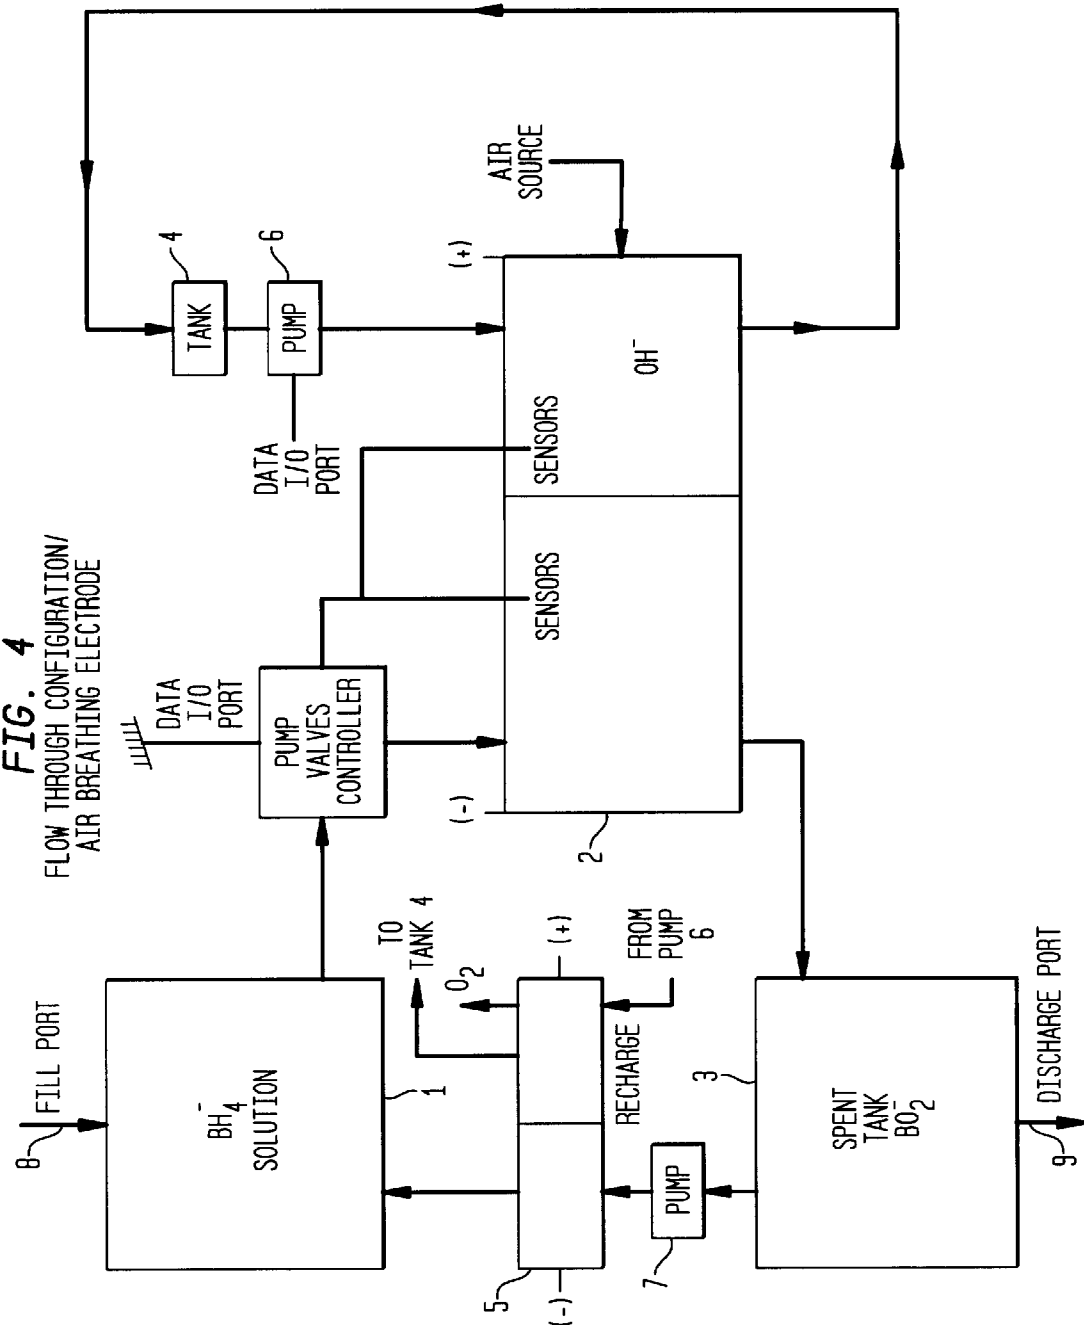 FIG. 4
FLOW THROUGH CONFIGURATION/
AIR BREATHING ELECTRODE
8
FILL PORT
BH4-
SOLUTION
1
DATA
I/O
PORT
PUMP
VALVES
CONTROLLER
DATA
I/O
PORT
TANK
4
PUMP
6
(-)
(+)
SENSORS
SENSORS
OH-
2
AIR
SOURCE
TO
TANK 4
O2
(+)
(-)
5
RECHARGE
FROM
PUMP
6
PUMP
7
3
SPENT
TANK
BO2-
9
DISCHARGE PORT